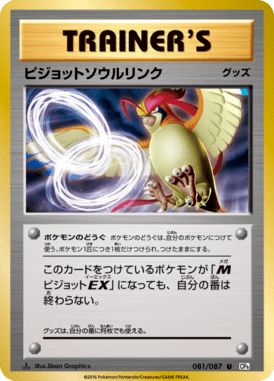 TRAINER'S
ピジョットソウルリンク
グッズ
ポケモンのどうぐ ポケモンのどうぐは、自分のポケモンにつけて
使う。ポケモン1匹につき1枚だけつけられ、つけたままにする。
このカードをつけているポケモンが「M
ピジョットEX」になっても、自分の番は
終わらない。
グッズは、自分の番に何枚でも使える。
Illus.5ban Graphics
081/087 U
©2016 Pokémon/Nintendo/Creatures/GAME FREAK.